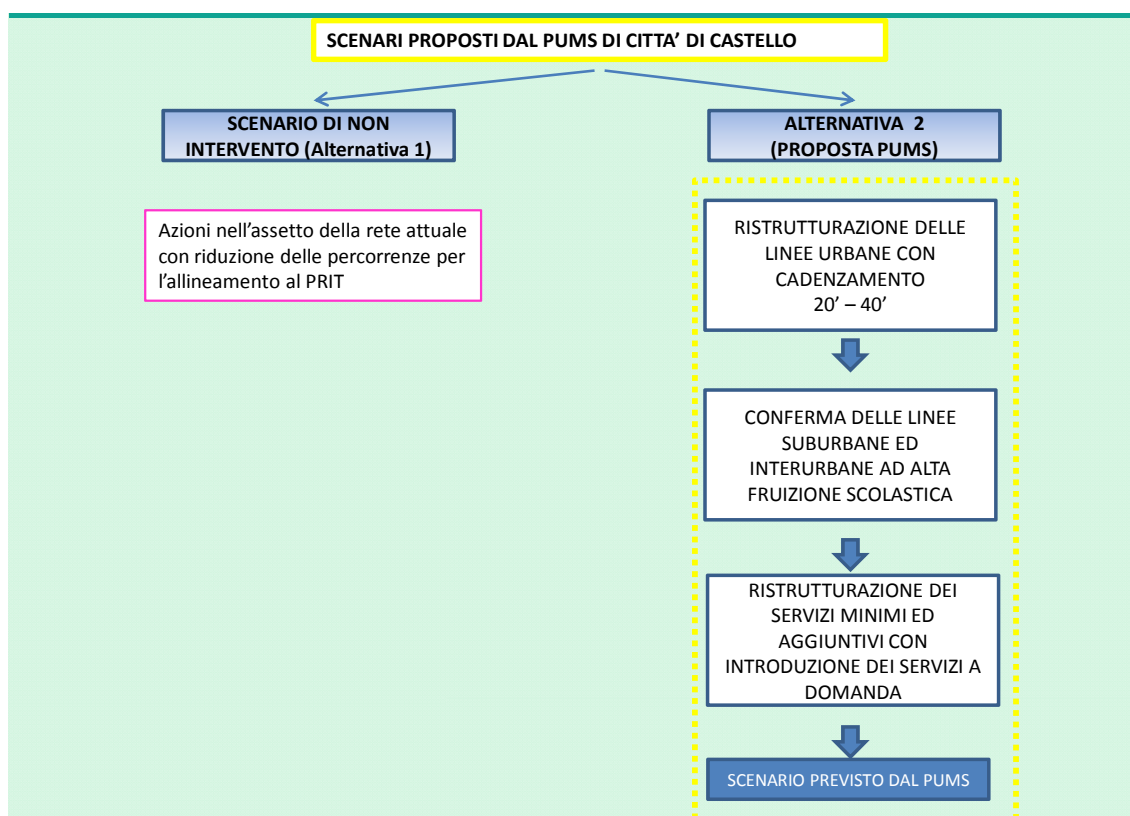 SCENARI PROPOSTI DAL PUMS DI CITTA’ DI CASTELLO
SCENARIO DI NON
INTERVENTO (Alternativa 1)
Azioni nell’assetto della rete attuale
con riduzione delle percorrenze per
l’allineamento al PRIT
ALTERNATIVA 2
(PROPOSTA PUMS)
RISTRUTTURAZIONE DELLE
LINEE URBANE CON
CADENZAMENTO
20’ – 40’
CONFERMA DELLE LINEE
SUBURBANE ED
INTERURBANE AD ALTA
FRUIZIONE SCOLASTICA
RISTRUTTURAZIONE DEI
SERVIZI MINIMI ED
AGGIUNTIVI CON
INTRODUZIONE DEI SERVIZI A
DOMANDA
SCENARIO PREVISTO DAL PUMS